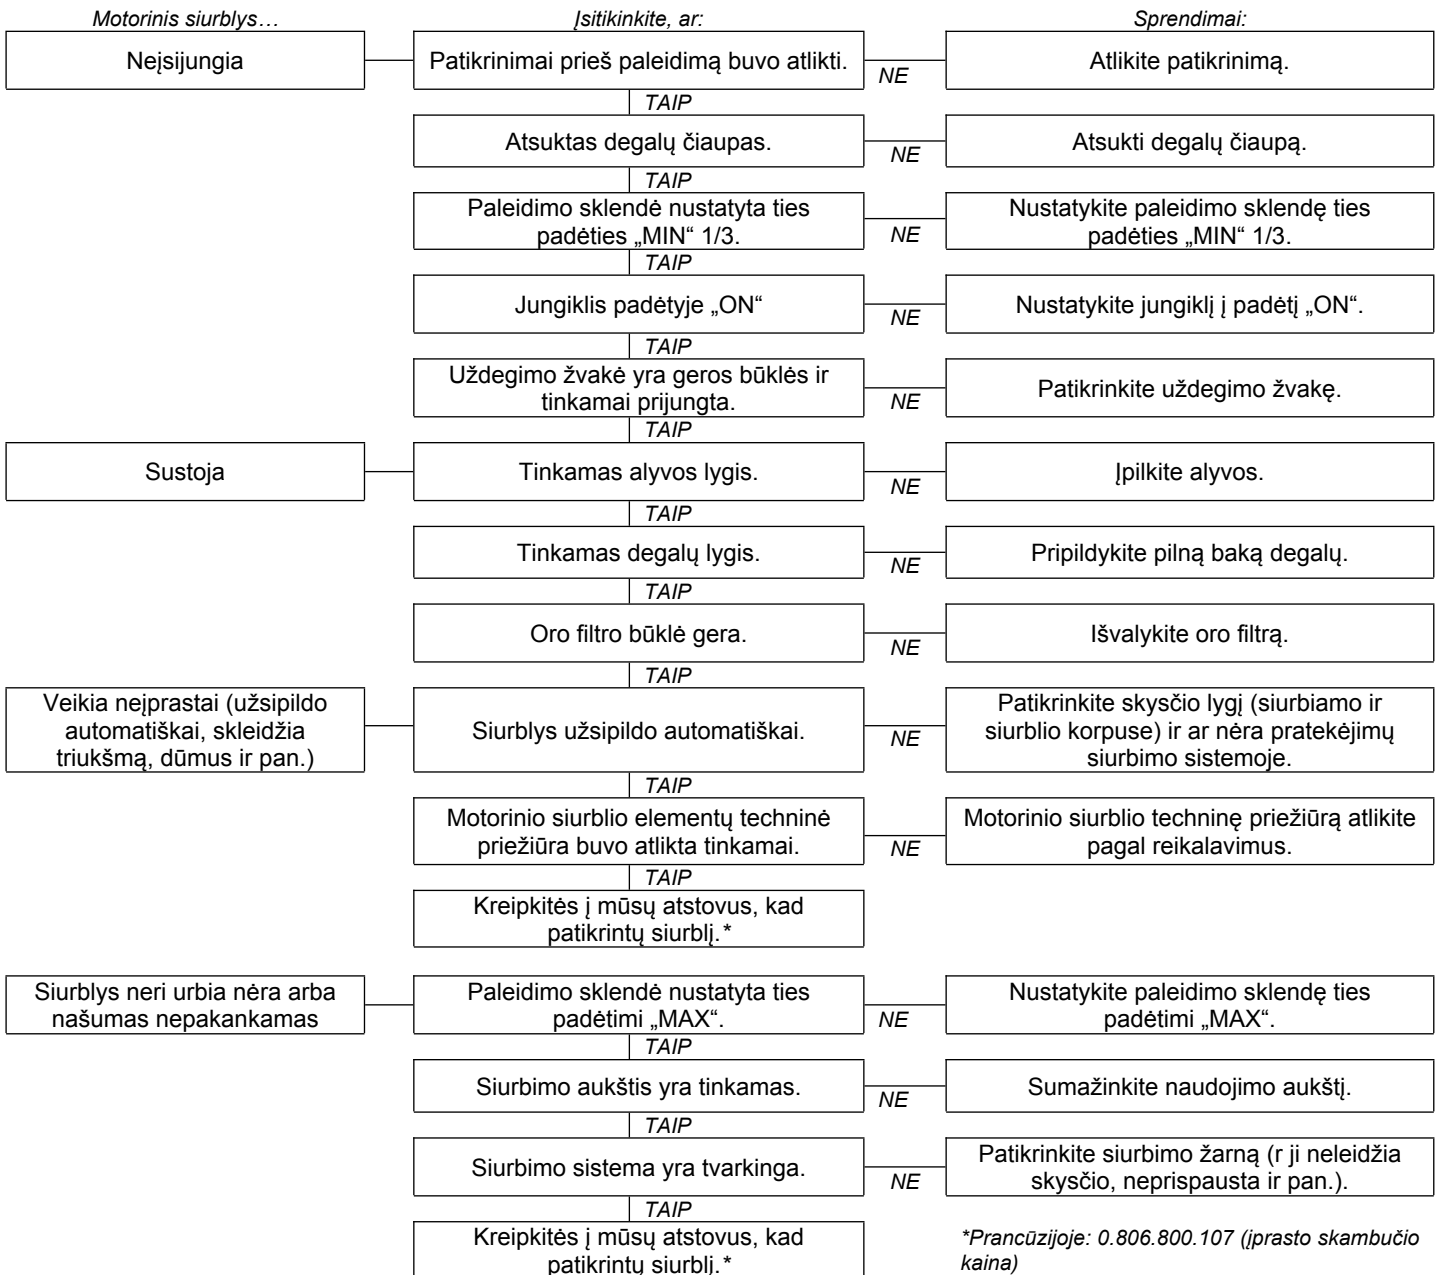 Motorinis siurblys…
Įsitikinkite, ar:
Sprendimai:
Neįsijungia
Patikrinimai prieš paleidimą buvo atlikti.
NE
Atlikite patikrinimą.
TAIP
Atsuktas degalų čiaupas.
NE
Atsukti degalų čiaupą.
TAIP
Paleidimo sklendė nustatyta ties
padėties „MIN“ 1/3.
NE
Nustatykite paleidimo sklendę ties
padėties „MIN“ 1/3.
TAIP
Jungiklis padėtyje „ON“
NE
Nustatykite jungiklį į padėtį „ON“.
TAIP
Uždegimo žvakė yra geros būklės ir
tinkamai prijungta.
NE
Patikrinkite uždegimo žvakę.
TAIP
Sustoja
Tinkamas alyvos lygis.
NE
Įpilkite alyvos.
TAIP
Tinkamas degalų lygis.
NE
Pripildykite pilną baką degalų.
TAIP
Oro filtro būklė gera.
NE
Išvalykite oro filtrą.
TAIP
Veikia neįprastai (užsipildo
automatiškai, skleidžia
triukšmą, dūmus ir pan.)
Siurblys užsipildo automatiškai.
NE
Patikrinkite skysčio lygį (siurbiamo ir
siurblio korpuse) ir ar nėra pratekėjimų
siurbimo sistemoje.
TAIP
Motorinio siurblio elementų techninė
priežiūra buvo atlikta tinkamai.
NE
Motorinio siurblio techninę priežiūrą atlikite
pagal reikalavimus.
TAIP
Kreipkitės į mūsų atstovus, kad
patikrintų siurblį.*
Siurblys neri urbia nėra arba
našumas nepakankamas
Paleidimo sklendė nustatyta ties
padėtimi „MAX“.
NE
Nustatykite paleidimo sklendę ties
padėtimi „MAX“.
TAIP
Siurbimo aukštis yra tinkamas.
NE
Sumažinkite naudojimo aukštį.
TAIP
Siurbimo sistema yra tvarkinga.
NE
Patikrinkite siurbimo žarną (r ji neleidžia
skysčio, neprispausta ir pan.).
TAIP
Kreipkitės į mūsų atstovus, kad
patikrintų siurblį.*
*Prancūzijoje: 0.806.800.107 (įprasto skambučio
kaina)